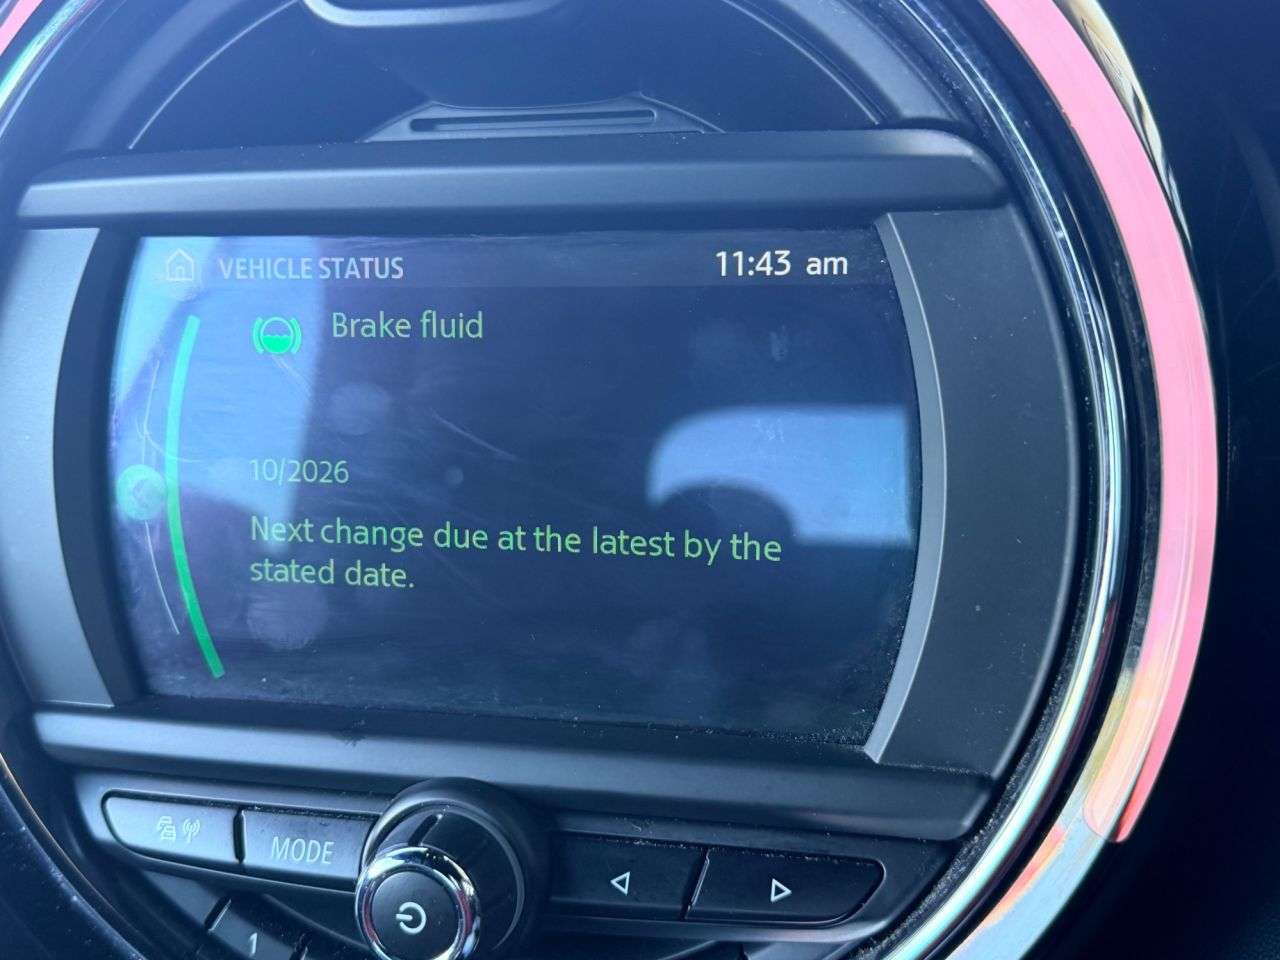 VEHICLE STATUS 11:43 am
Brake fluid
10/2026
Next change due at the latest by the
stated date.
MODE
1